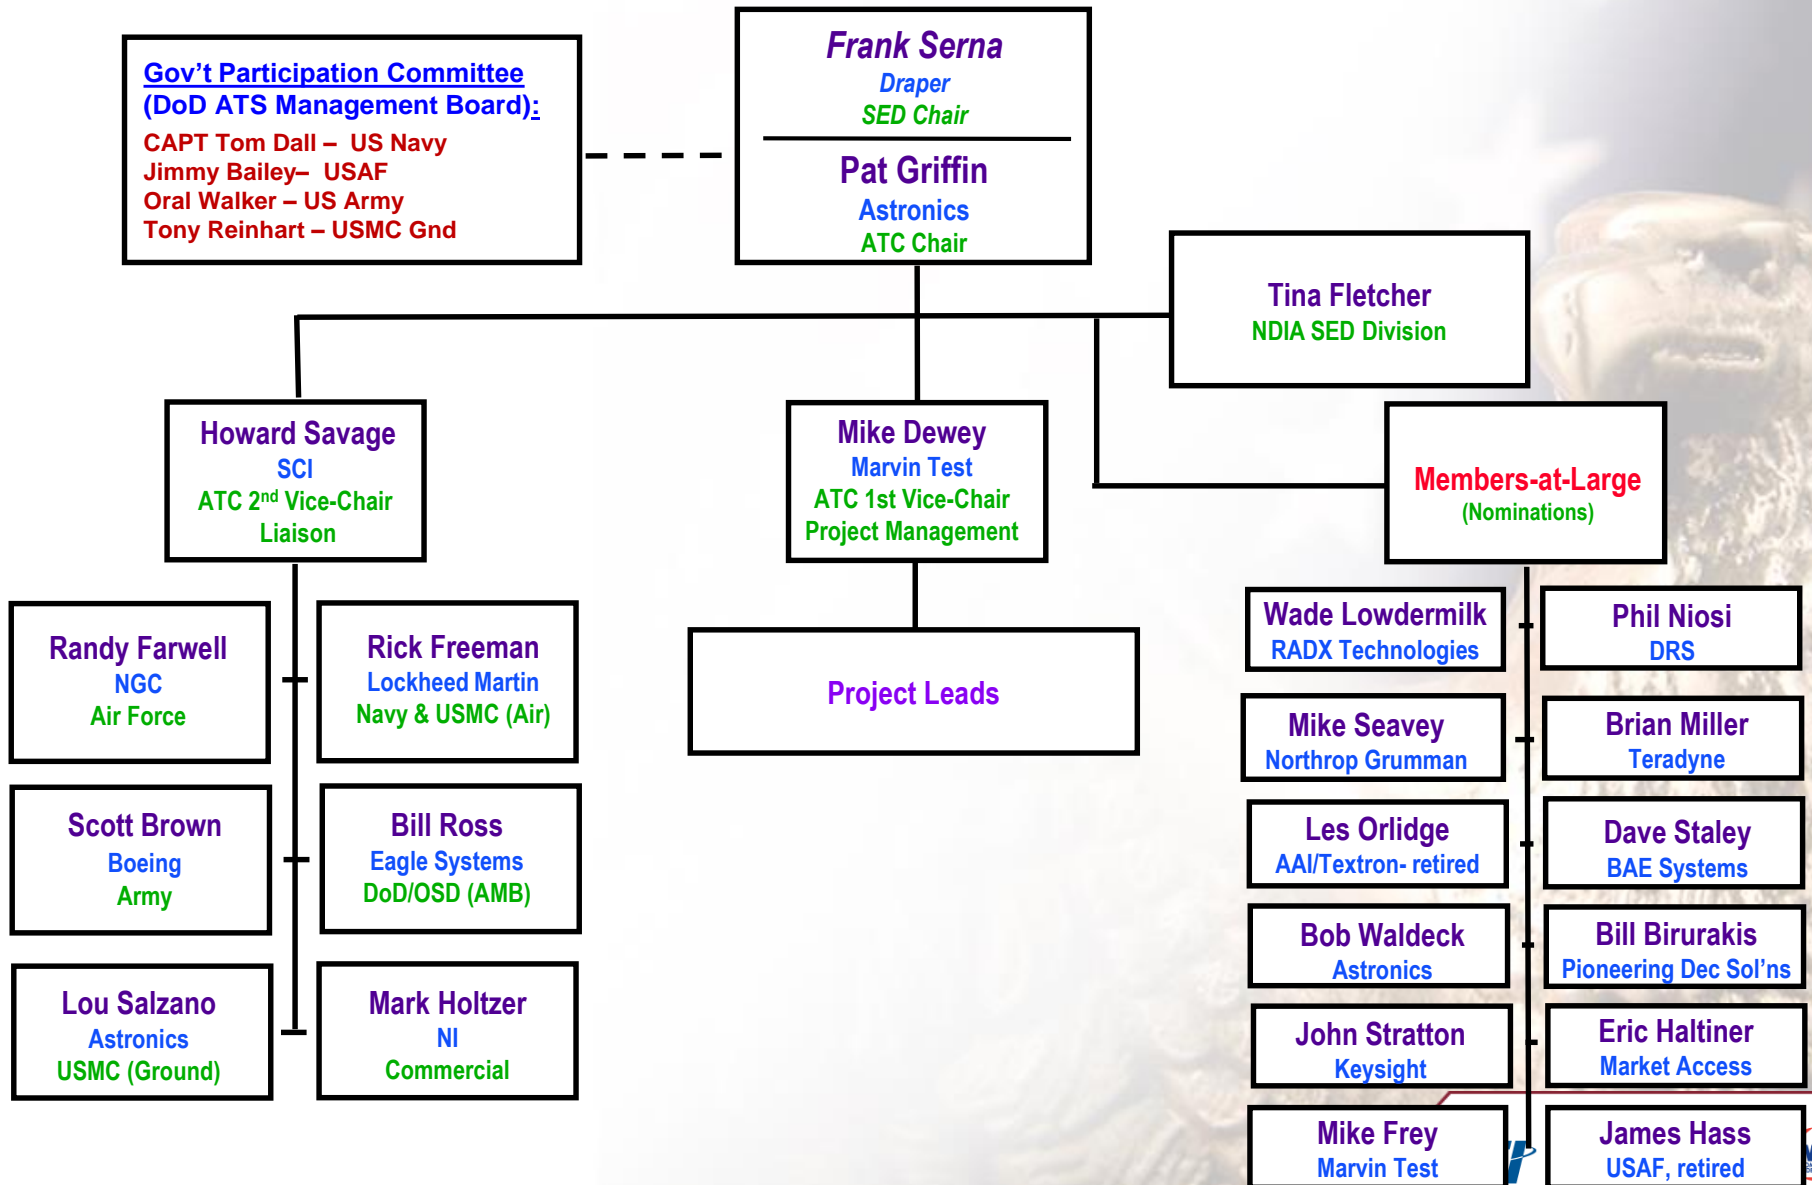 Gov't Participation Committee
(DoD ATS Management Board):
CAPT Tom Dall – US Navy
Jimmy Bailey– USAF
Oral Walker – US Army
Tony Reinhart – USMC Gnd
Frank Serna
Draper
SED Chair
Pat Griffin
Astronics
ATC Chair
Tina Fletcher
NDIA SED Division
Howard Savage
SCI
ATC 2nd Vice-Chair
Liaison
Mike Dewey
Marvin Test
ATC 1st Vice-Chair
Project Management
Members-at-Large
(Nominations)
Randy Farwell
NGC
Air Force
Rick Freeman
Lockheed Martin
Navy & USMC (Air)
Scott Brown
Boeing
Army
Bill Ross
Eagle Systems
DoD/OSD (AMB)
Lou Salzano
Astronics
USMC (Ground)
Mark Holtzer
NI
Commercial
Project Leads
Wade Lowdermilk
RADX Technologies
Phil Niosi
DRS
Mike Seavey
Northrop Grumman
Brian Miller
Teradyne
Les Orlidge
AAI/Textron- retired
Dave Staley
BAE Systems
Bob Waldeck
Astronics
Bill Birurakis
Pioneering Dec Sol'ns
John Stratton
Keysight
Eric Haltiner
Market Access
Mike Frey
Marvin Test
James Hass
USAF, retired